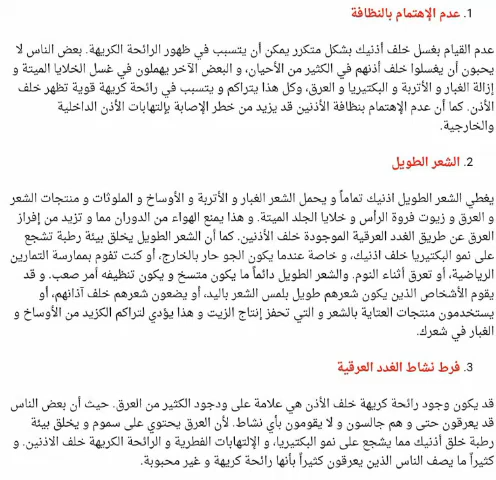 1. عدم الإهتمام بالنظافة
عدم القيام بغسل خلف أذنيك بشكل متكرر يمكن أن يتسبب في ظهور الرائحة الكريهة. بعض الناس لا
يحبون أن يغسلوا خلف أذنهم في الكثير من الأحيان، و البعض الآخر يهملون في غسل الخلايا الميتة و
إزالة الغبار و الأتربة و البكتيريا و العرق، وكل هذا يتراكم و يتسبب في رائحة كريهة قوية تظهر خلف
الأذن. كما أن عدم الإهتمام بنظافة الأذنين قد يزيد من خطر الإصابة بإلتهابات الأذن الداخلية
والخارجية.
2. الشعر الطويل
يغطي الشعر الطويل اذنيك تماماً و يحمل الشعر الغبار و الأتربة و الأوساخ و الملوثات و منتجات الشعر
و العرق و زيوت فروة الرأس و خلايا الجلد الميتة. و هذا يمنع الهواء من الدوران مما و تزيد من إفراز
العرق عن طريق الغدد العرقية الموجودة خلف الأذنين. كما أن الشعر الطويل يخلق بيئة رطبة تشجع
على نمو البكتيريا خلف اذنيك، و خاصة عندما يكون الجو حار بالخارج، أو كنت تقوم بممارسة التمارين
الرياضية، أو تعرق أثناء النوم. والشعر الطويل دائماً ما يكون متسخ و يكون تنظيفه أمر صعب. و قد
يقوم الأشخاص الذين يكون شعرهم طويل بلمس الشعر باليد، أو يضعون شعرهم خلف آذانهم، أو
يستخدمون منتجات العناية بالشعر و التي تحفز إنتاج الزيت و هذا يؤدي لتراكم الكزيد من الأوساخ و
الغبار في شعرك.
3. فرط نشاط الغدد العرقية
قد يكون وجود رائحة كريهة خلف الأذن هي علامة على ودجود الكثير من العرق. حيث أن بعض الناس
قد يعرقون حتى و هم جالسون و لا يقومون بأي نشاط. لأن العرق يحتوي على سموم و يخلق بيئة
رطبة خلق أذنيك مما يشجع على نمو البكتيريا، و الإلتهابات الفطرية و الرائحة الكريهة خلف الاذنين. و
كثيراً ما يصف الناس الذين يعرقون كثيراً بأنها رائحة كريهة و غير محبوبة.